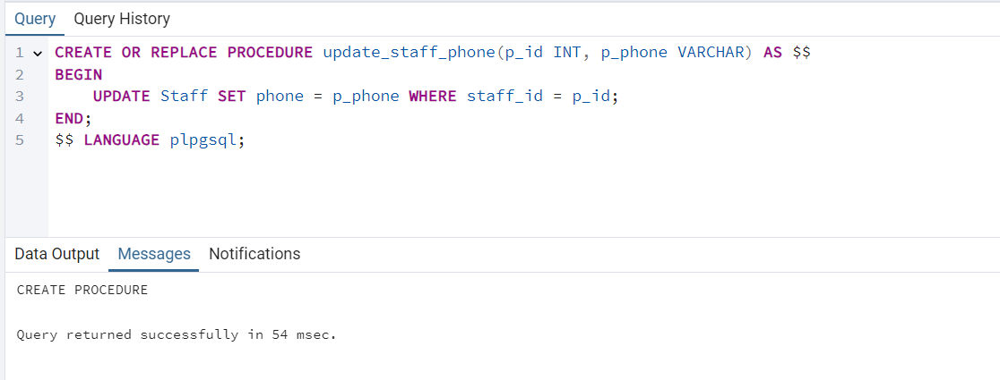 Query Query History
1 CREATE OR REPLACE PROCEDURE update_staff_phone(p_id INT, p_phone VARCHAR) AS $$
2 BEGIN
3     UPDATE Staff SET phone = p_phone WHERE staff_id = p_id;
4 END;
5 $$ LANGUAGE plpgsql;
Data Output Messages Notifications
CREATE PROCEDURE
Query returned successfully in 54 msec.